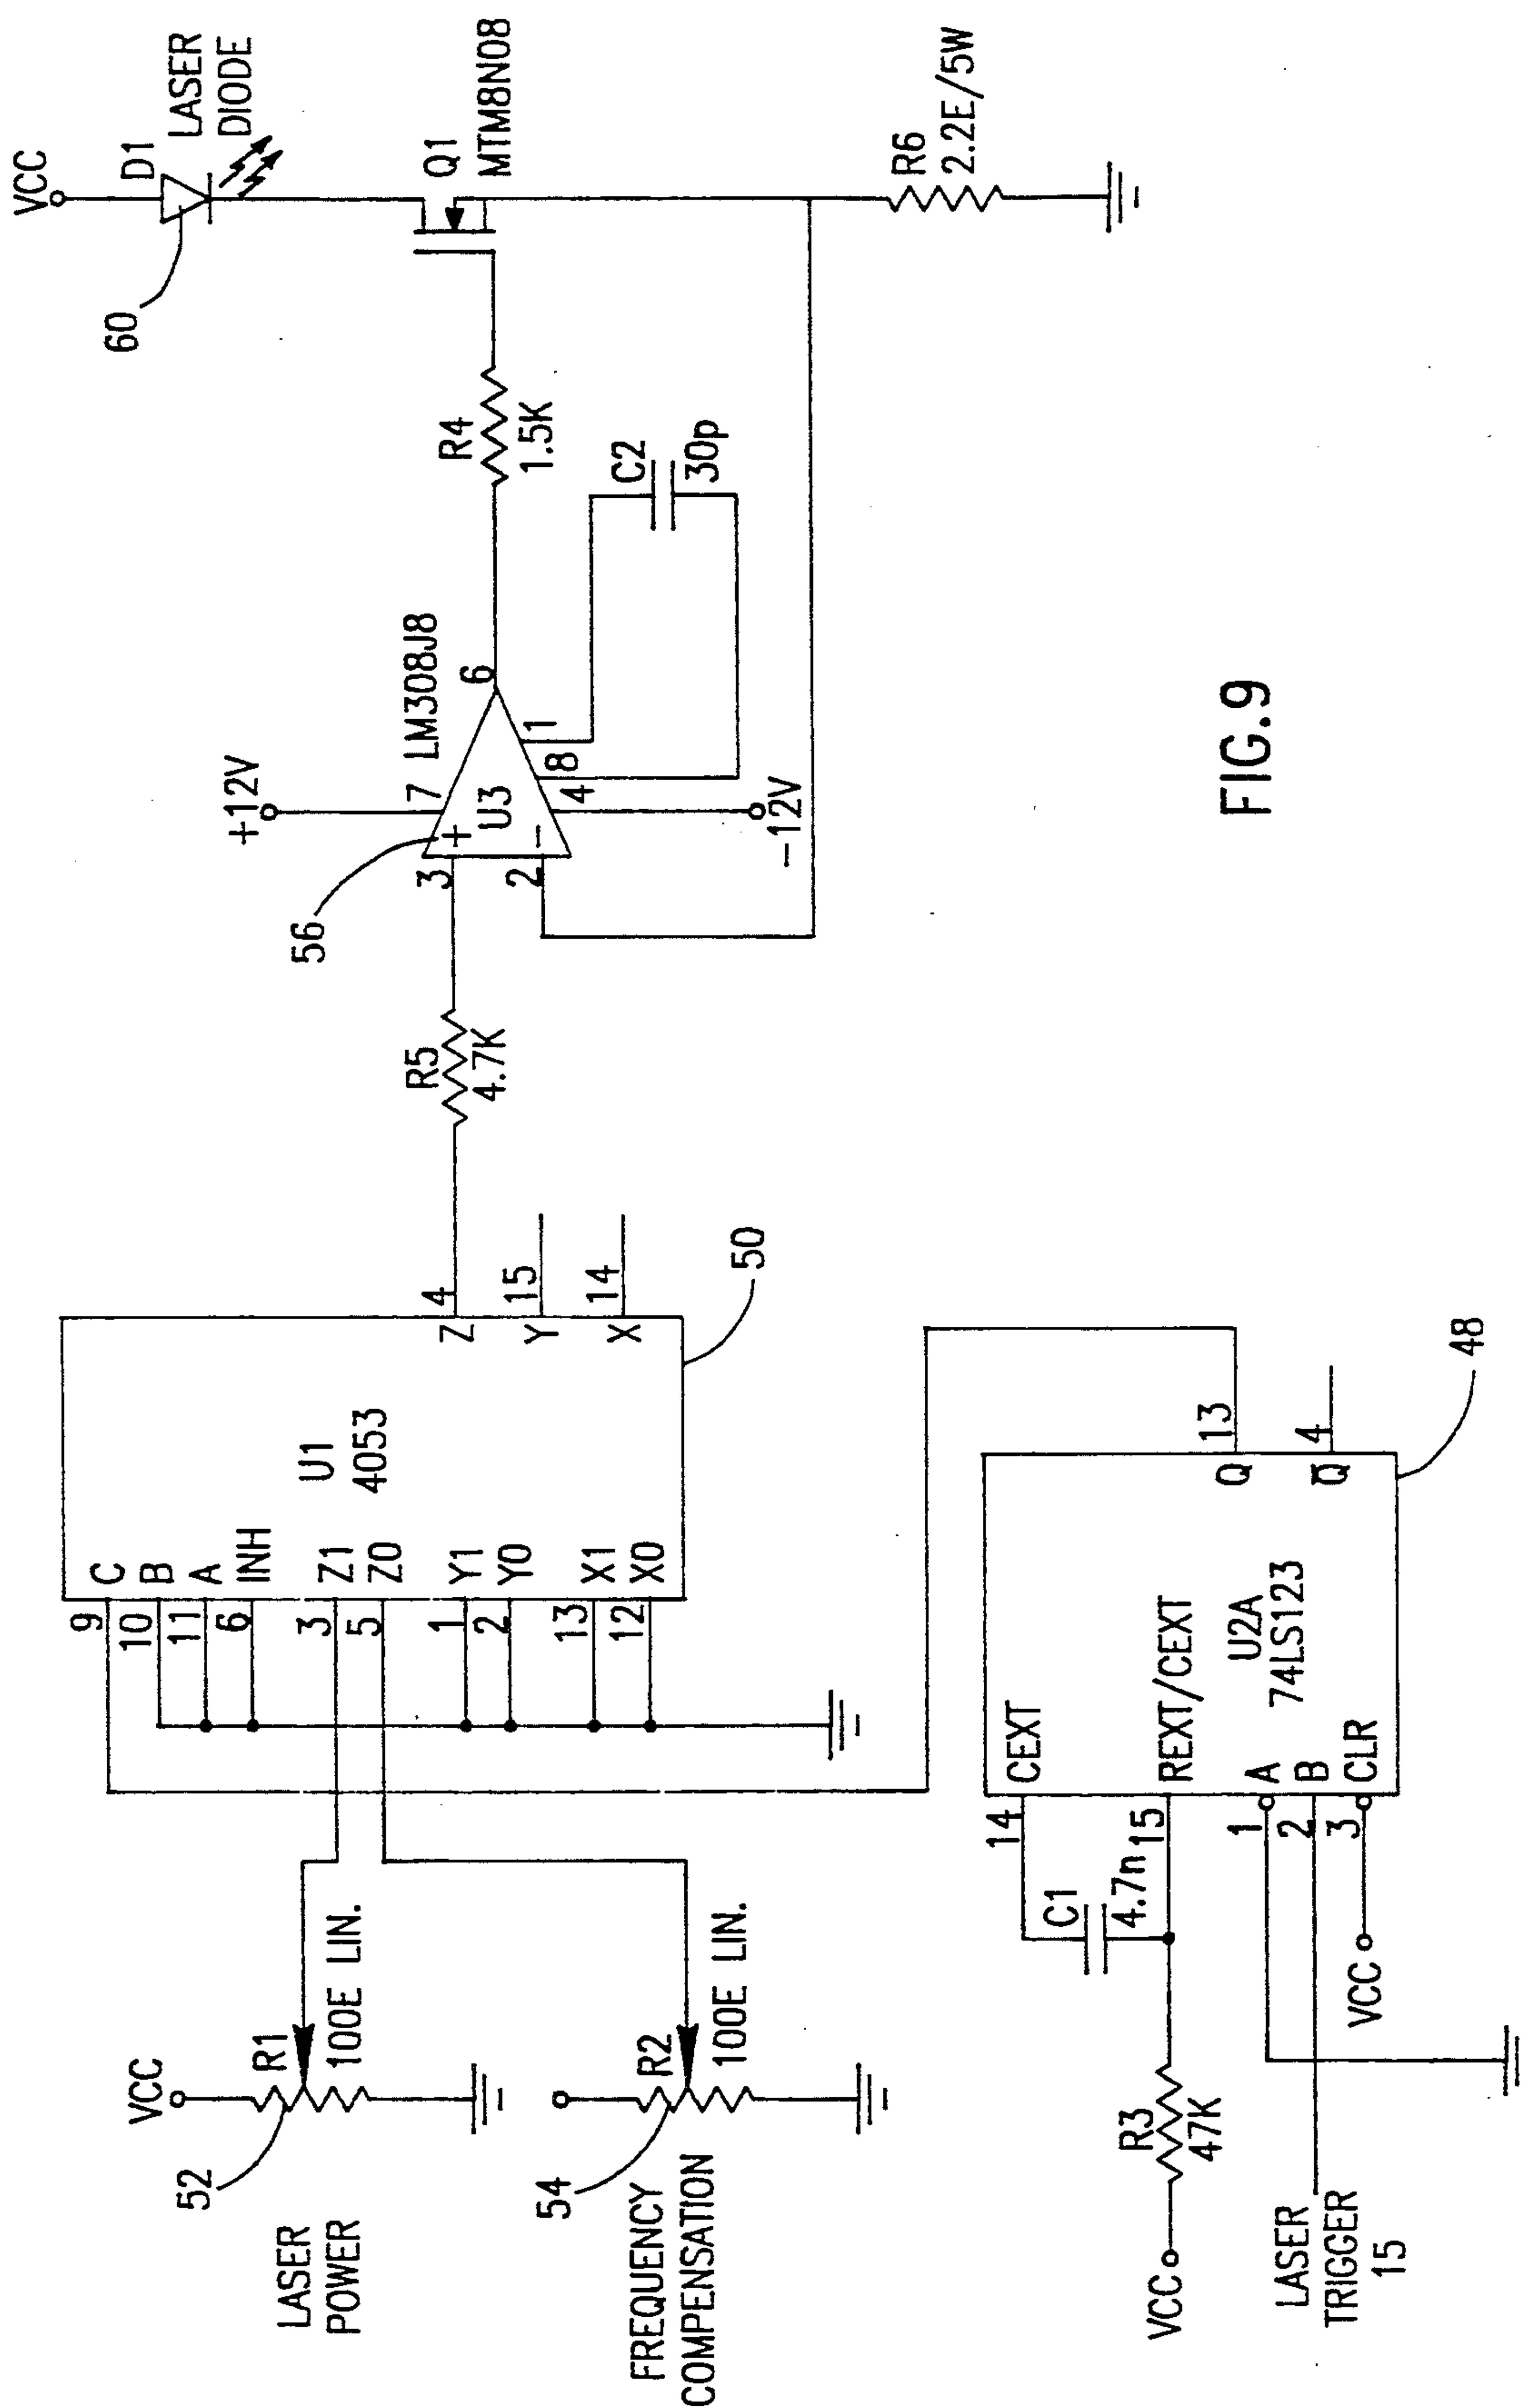 VCC
D1
LASER
DIODE
60
Q1
MTM8N08
R4
1.5K
R6
2.2E/5W
C2
30p
+12V
7
LM308J8
6
1
8
4
U3
+
-
3
2
56
-12V
R5
4.7K
50
U1
4053
9
C
10
B
11
A
6
INH
3
Z1
5
Z0
1
Y1
2
Y0
13
X1
12
X0
Z
4
Y
15
X
14
VCC
R1
100E LIN.
52
LASER
POWER
R2
100E LIN.
54
FREQUENCY
COMPENSATION
U2A
74LS123
48
14
CEXT
15
REXT/CEXT
1
A
2
B
3
CLR
Q
13
Q̅
4
C1
4.7n
R3
47K
VCC
VCC
LASER
TRIGGER
15
FIG.9